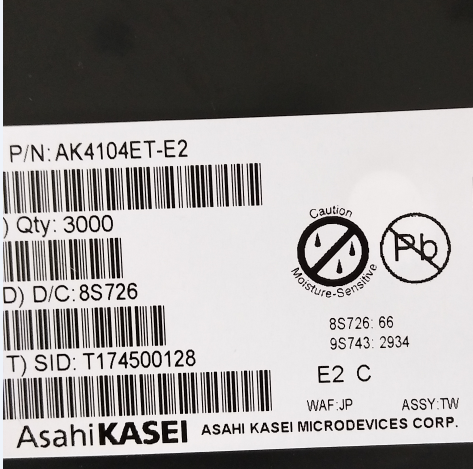 P/N: AK4104ET-E2
) Qty: 3000
D) D/C: 8S726
T) SID: T174500128
Caution
Moisture-Sensitive
Pb
8S726: 66
9S743: 2934
E2 C
WAF:JP ASSY:TW
AsahiKASEI ASAHI KASEI MICRODEVICES CORP.